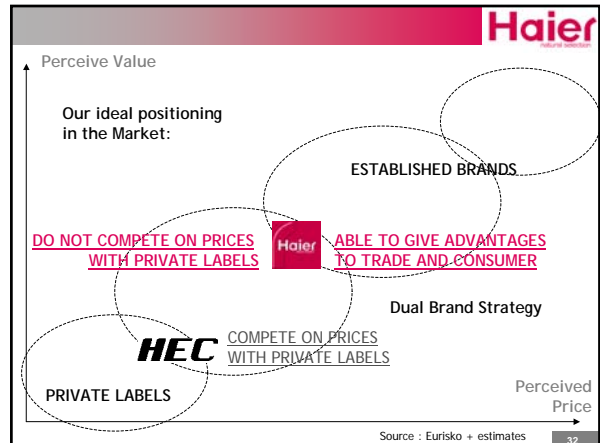 Haier
natural selection
Perceive Value
Our ideal positioning
in the Market:
ESTABLISHED BRANDS
DO NOT COMPETE ON PRICES
WITH PRIVATE LABELS
Haier
ABLE TO GIVE ADVANTAGES
TO TRADE AND CONSUMER
Dual Brand Strategy
HEC
COMPETE ON PRICES
WITH PRIVATE LABELS
PRIVATE LABELS
Perceived
Price
Source : Eurisko + estimates
32